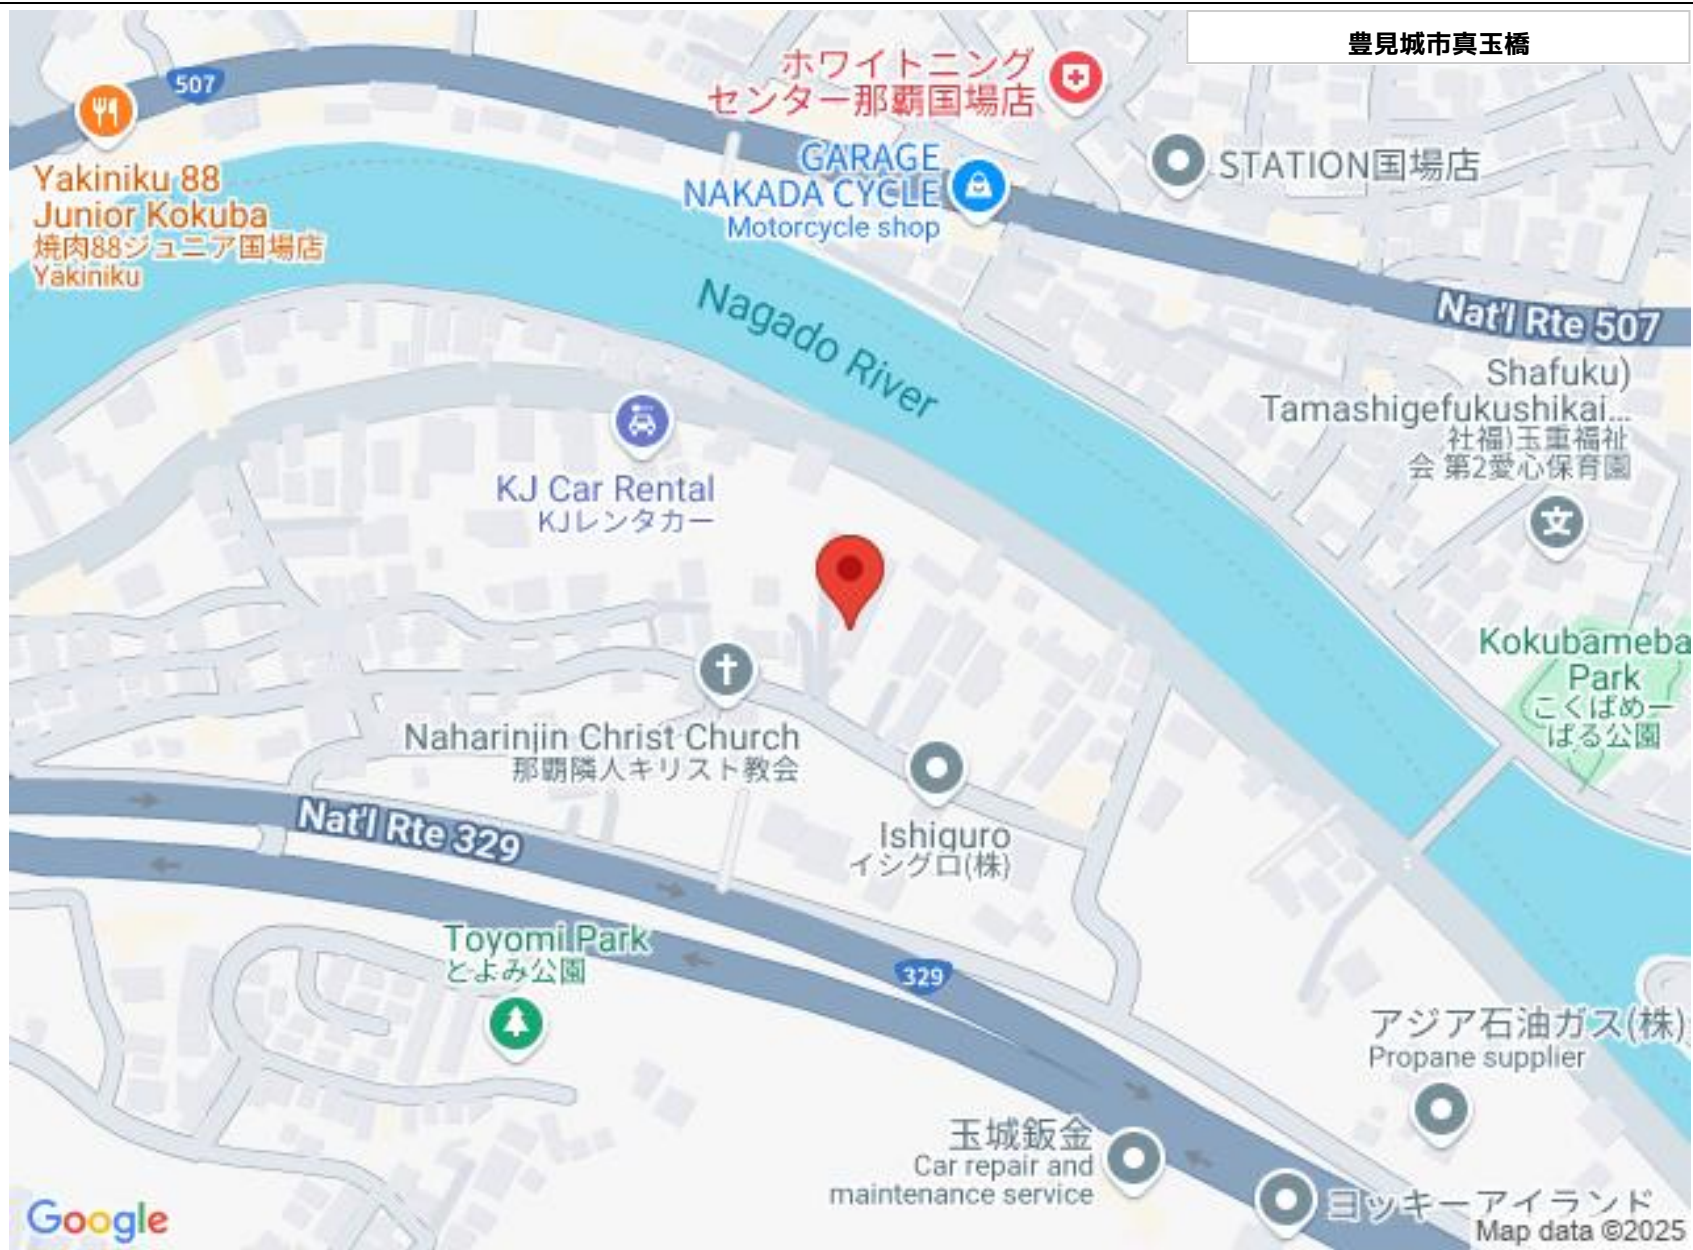 豊見城市真玉橋
507
ホワイトニング
センター那覇国場店
Yakiniku 88
Junior Kokuba
焼肉88ジュニア国場店
Yakiniku
GARAGE
NAKADA CYCLE
Motorcycle shop
STATION国場店
Nagado River
Nat'l Rte 507
Shafuku)
Tamashigefukushikai...
社福)玉重福祉
会 第2愛心保育園
文
KJ Car Rental
KJレンタカー
Kokubameba
Park
こくばめー
ばる公園
Naharinjin Christ Church
那覇隣人キリスト教会
Nat'l Rte 329
Ishiguro
イシグロ(株)
Toyomi Park
とよみ公園
329
アジア石油ガス(株)
Propane supplier
玉城鈑金
Car repair and
maintenance service
ヨッキーアイランド
Google
Map data ©2025